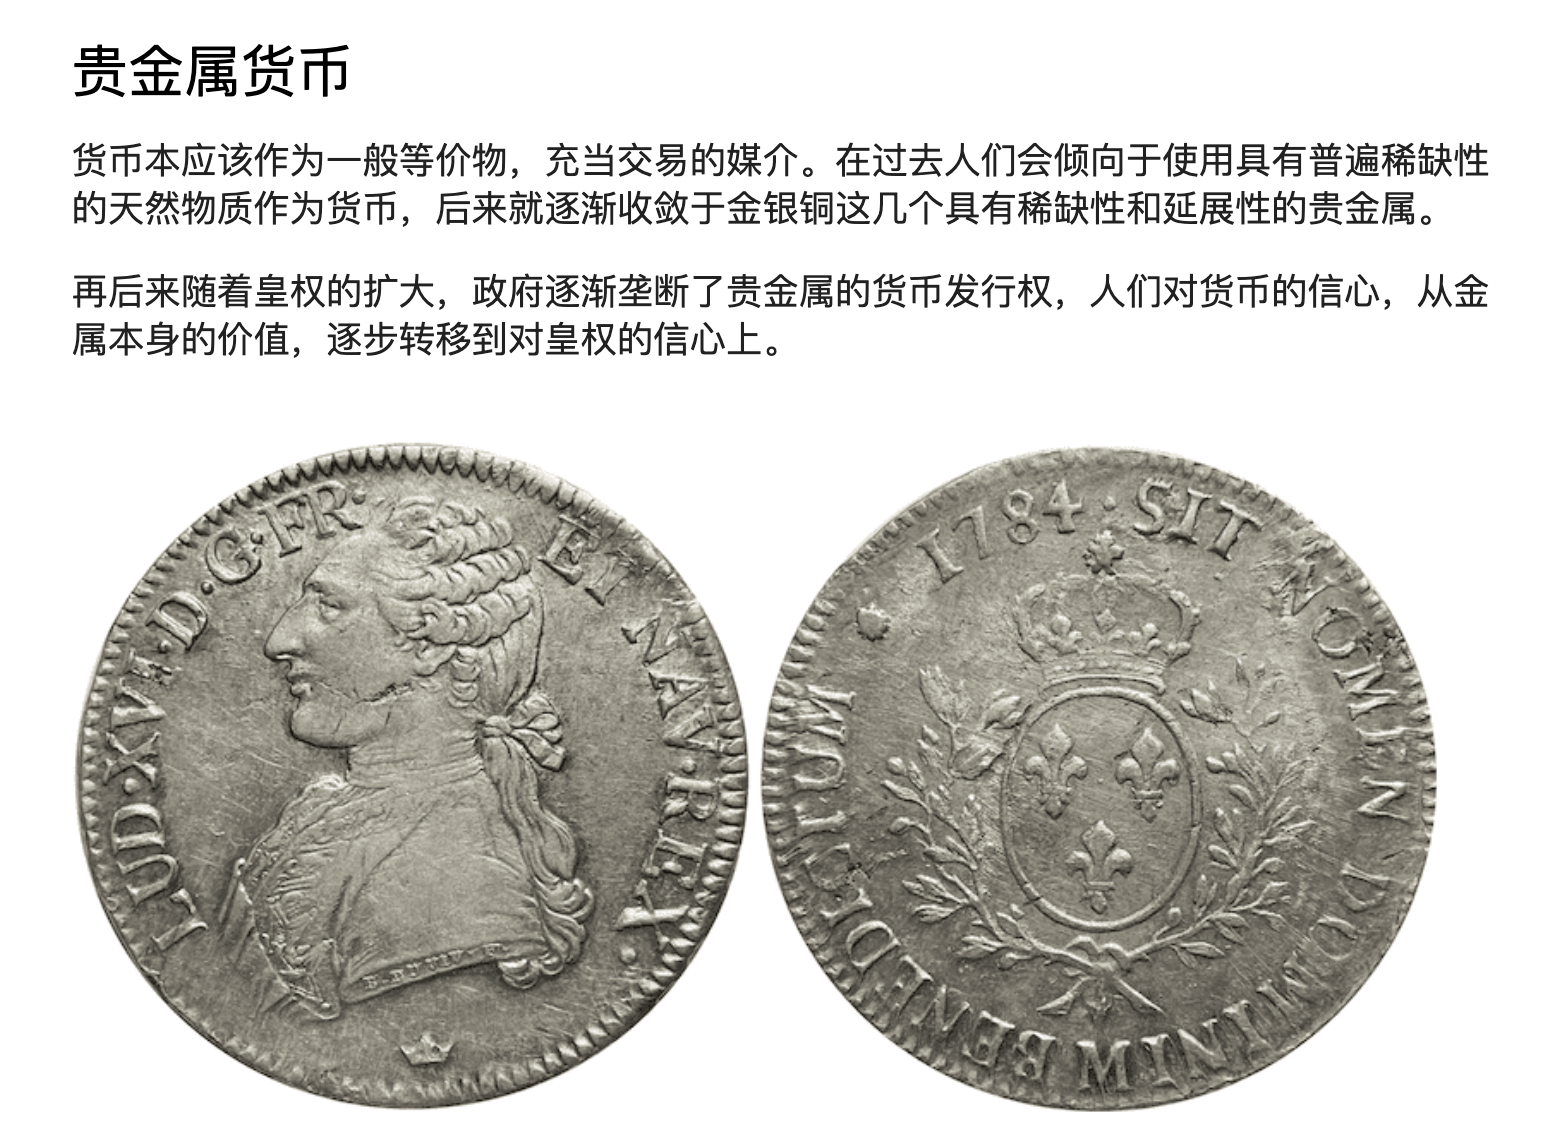 贵金属货币
货币本应该作为一般等价物，充当交易的媒介。在过去人们会倾向于使用具有普遍稀缺性
的天然物质作为货币，后来就逐渐收敛于金银铜这几个具有稀缺性和延展性的贵金属。
再后来随着皇权的扩大，政府逐渐垄断了贵金属的货币发行权，人们对货币的信心，从金
属本身的价值，逐步转移到对皇权的信心上。
LUD·XVI·D·G·FR· ET NAV·REX·
1784· SIT NOMEN DOMINI BENEDICTUM